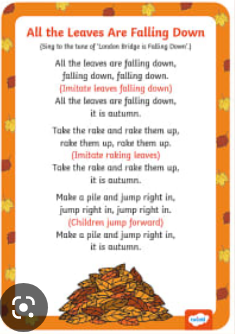 All the Leaves Are Falling Down
(Sing to the tune of 'London Bridge is Falling Down'.)
All the leaves are falling down,
falling down, falling down.
(Imitate leaves falling down)
All the leaves are falling down,
it is autumn.
Take the rake and rake them up,
rake them up, rake them up.
(Imitate raking leaves)
Take the rake and rake them up,
it is autumn.
Make a pile and jump right in,
jump right in, jump right in.
(Children jump forward)
Make a pile and jump right in,
it is autumn.
twinkl